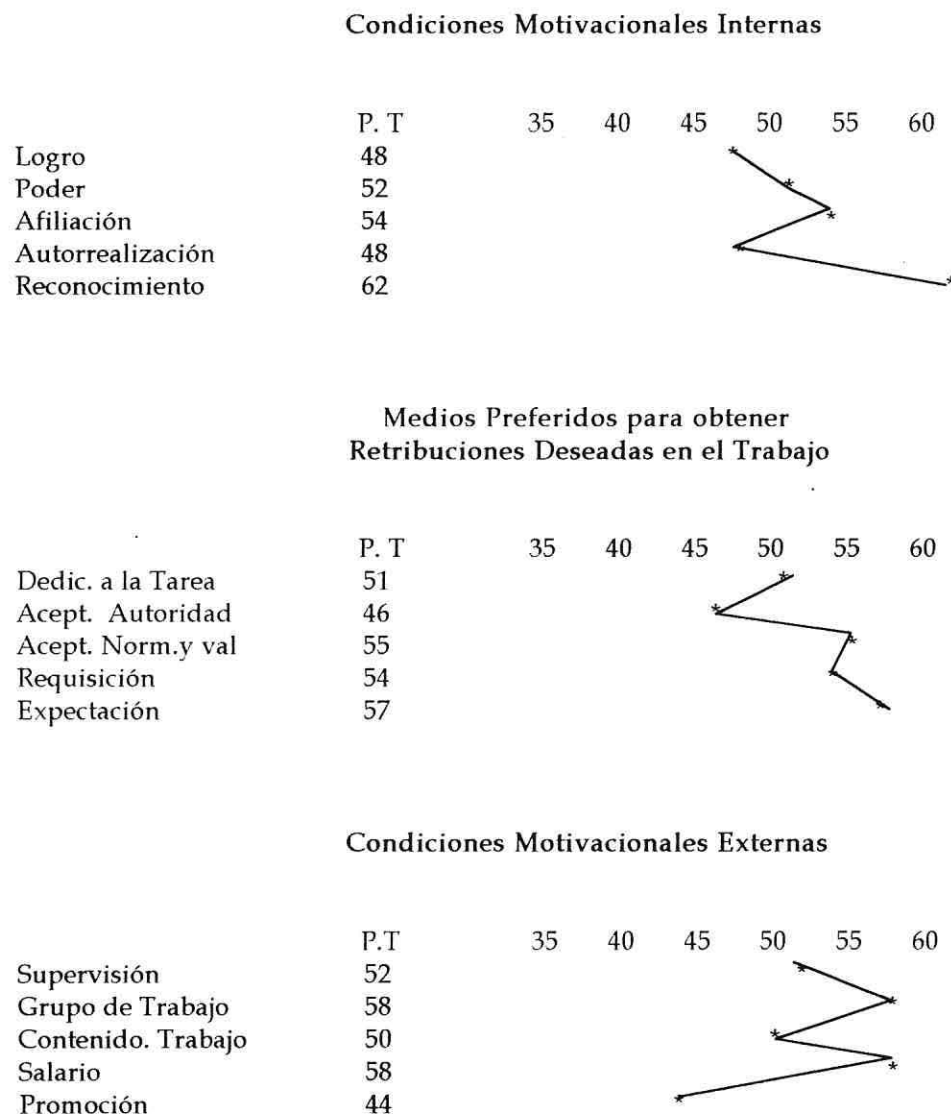 Condiciones Motivacionales Internas
P. T 35 40 45 50 55 60
Logro 48
Poder 52
Afiliación 54
Autorrealización 48
Reconocimiento 62
Medios Preferidos para obtener
Retribuciones Deseadas en el Trabajo
P. T 35 40 45 50 55 60
Dedic. a la Tarea 51
Acept. Autoridad 46
Acept. Norm.y val 55
Requisición 54
Expectación 57
Condiciones Motivacionales Externas
P.T 35 40 45 50 55 60
Supervisión 52
Grupo de Trabajo 58
Contenido. Trabajo 50
Salario 58
Promoción 44